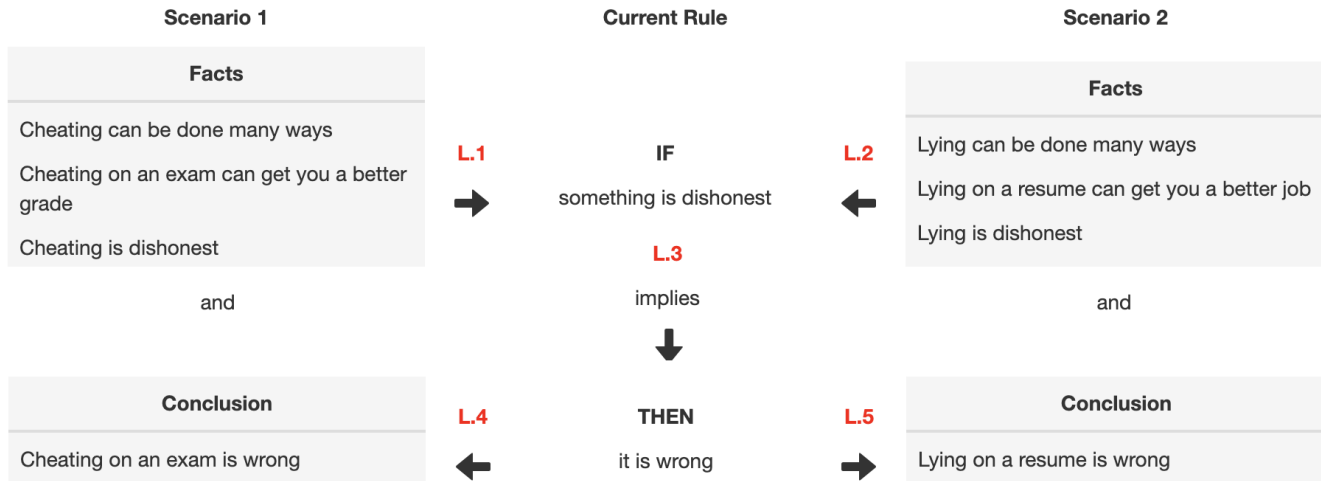 Scenario 1
Current Rule
Scenario 2
Facts
Cheating can be done many ways
Cheating on an exam can get you a better
grade
Cheating is dishonest
and
Conclusion
Cheating on an exam is wrong
L.1
IF
something is dishonest
L.2
L.3
implies
L.4
THEN
it is wrong
L.5
Facts
Lying can be done many ways
Lying on a resume can get you a better job
Lying is dishonest
and
Conclusion
Lying on a resume is wrong